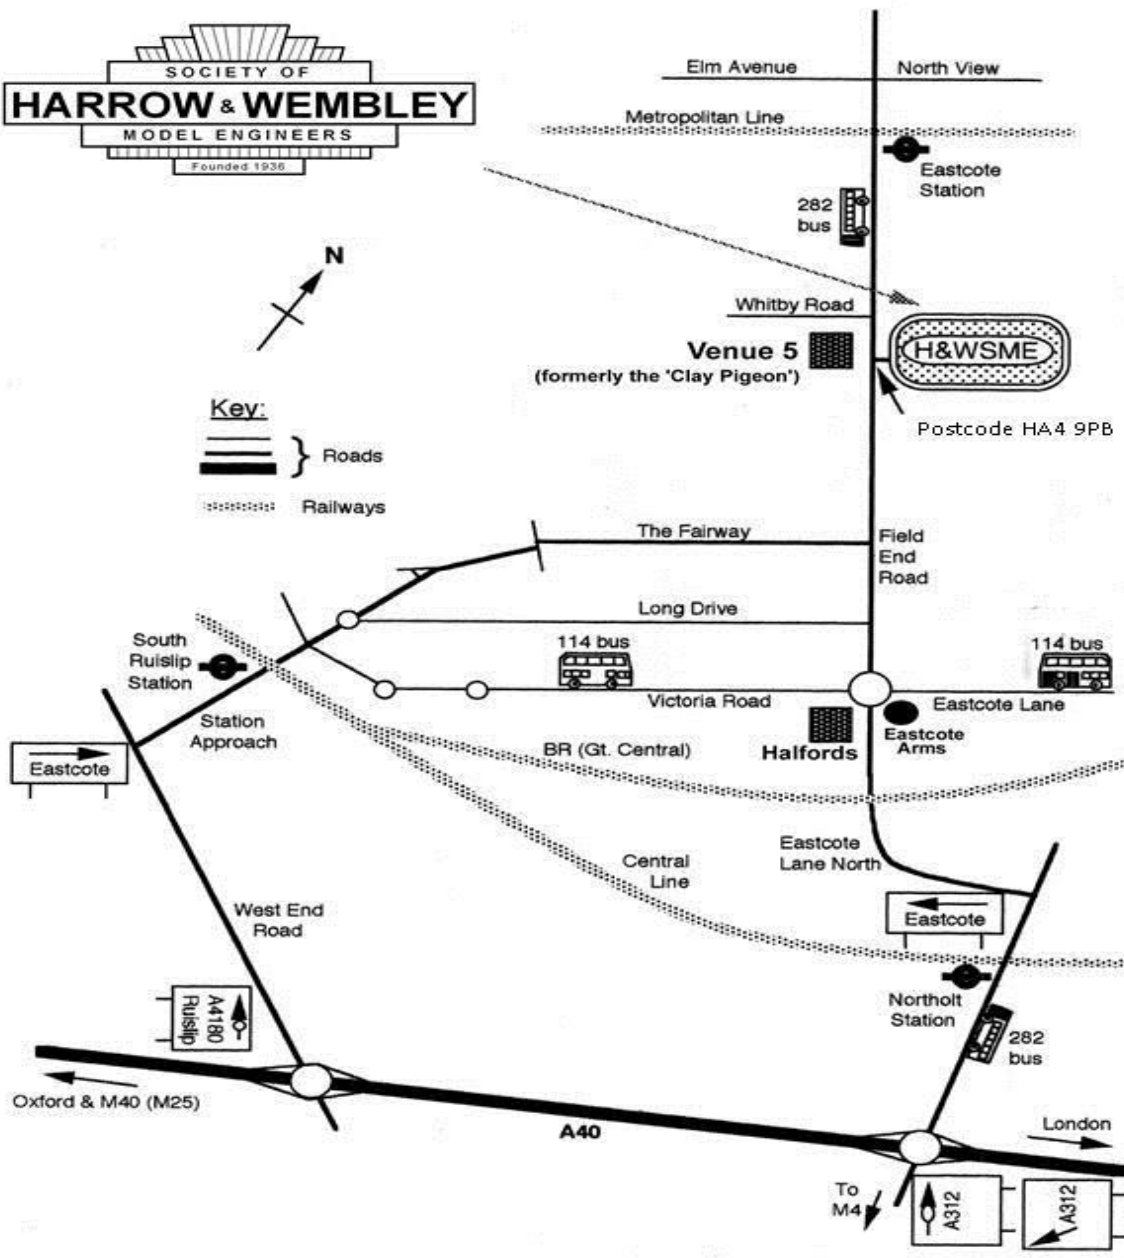 SOCIETY OF
HARROW & WEMBLEY
MODEL ENGINEERS
Founded 1936
Elm Avenue
North View
Metropolitan Line
Eastcote
Station
282
bus
N
Whitby Road
Venue 5
(formerly the 'Clay Pigeon')
H&WSME
Postcode HA4 9PB
Key:
Roads
Railways
The Fairway
Field
End
Road
Long Drive
South
Ruislip
Station
114 bus
114 bus
Victoria Road
Eastcote Lane
Station
Approach
Eastcote
BR (Gt. Central)
Halfords
Eastcote
Arms
Eastcote
Lane North
Central
Line
West End
Road
Eastcote
A4180
Ruislip
Northolt
Station
282
bus
Oxford & M40 (M25)
A40
London
To
M4
A312
A312